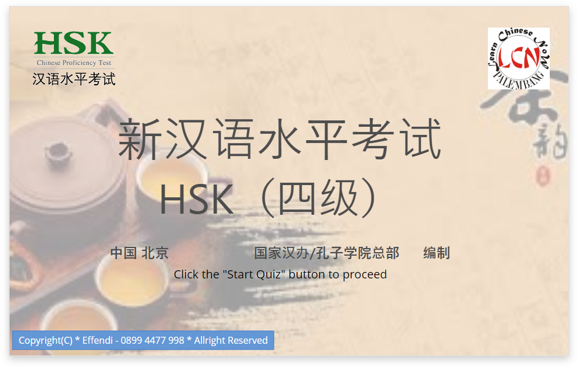 HSK
Chinese Proficiency Test
汉语水平考试
Learn Chinese Now
LCN
PALEMBANG
茶韵
新汉语水平考试
HSK（四级）
中国 北京 国家汉办/孔子学院总部 编制
Click the "Start Quiz" button to proceed
Copyright(C) * Effendi - 0899 4477 998 * Allright Reserved